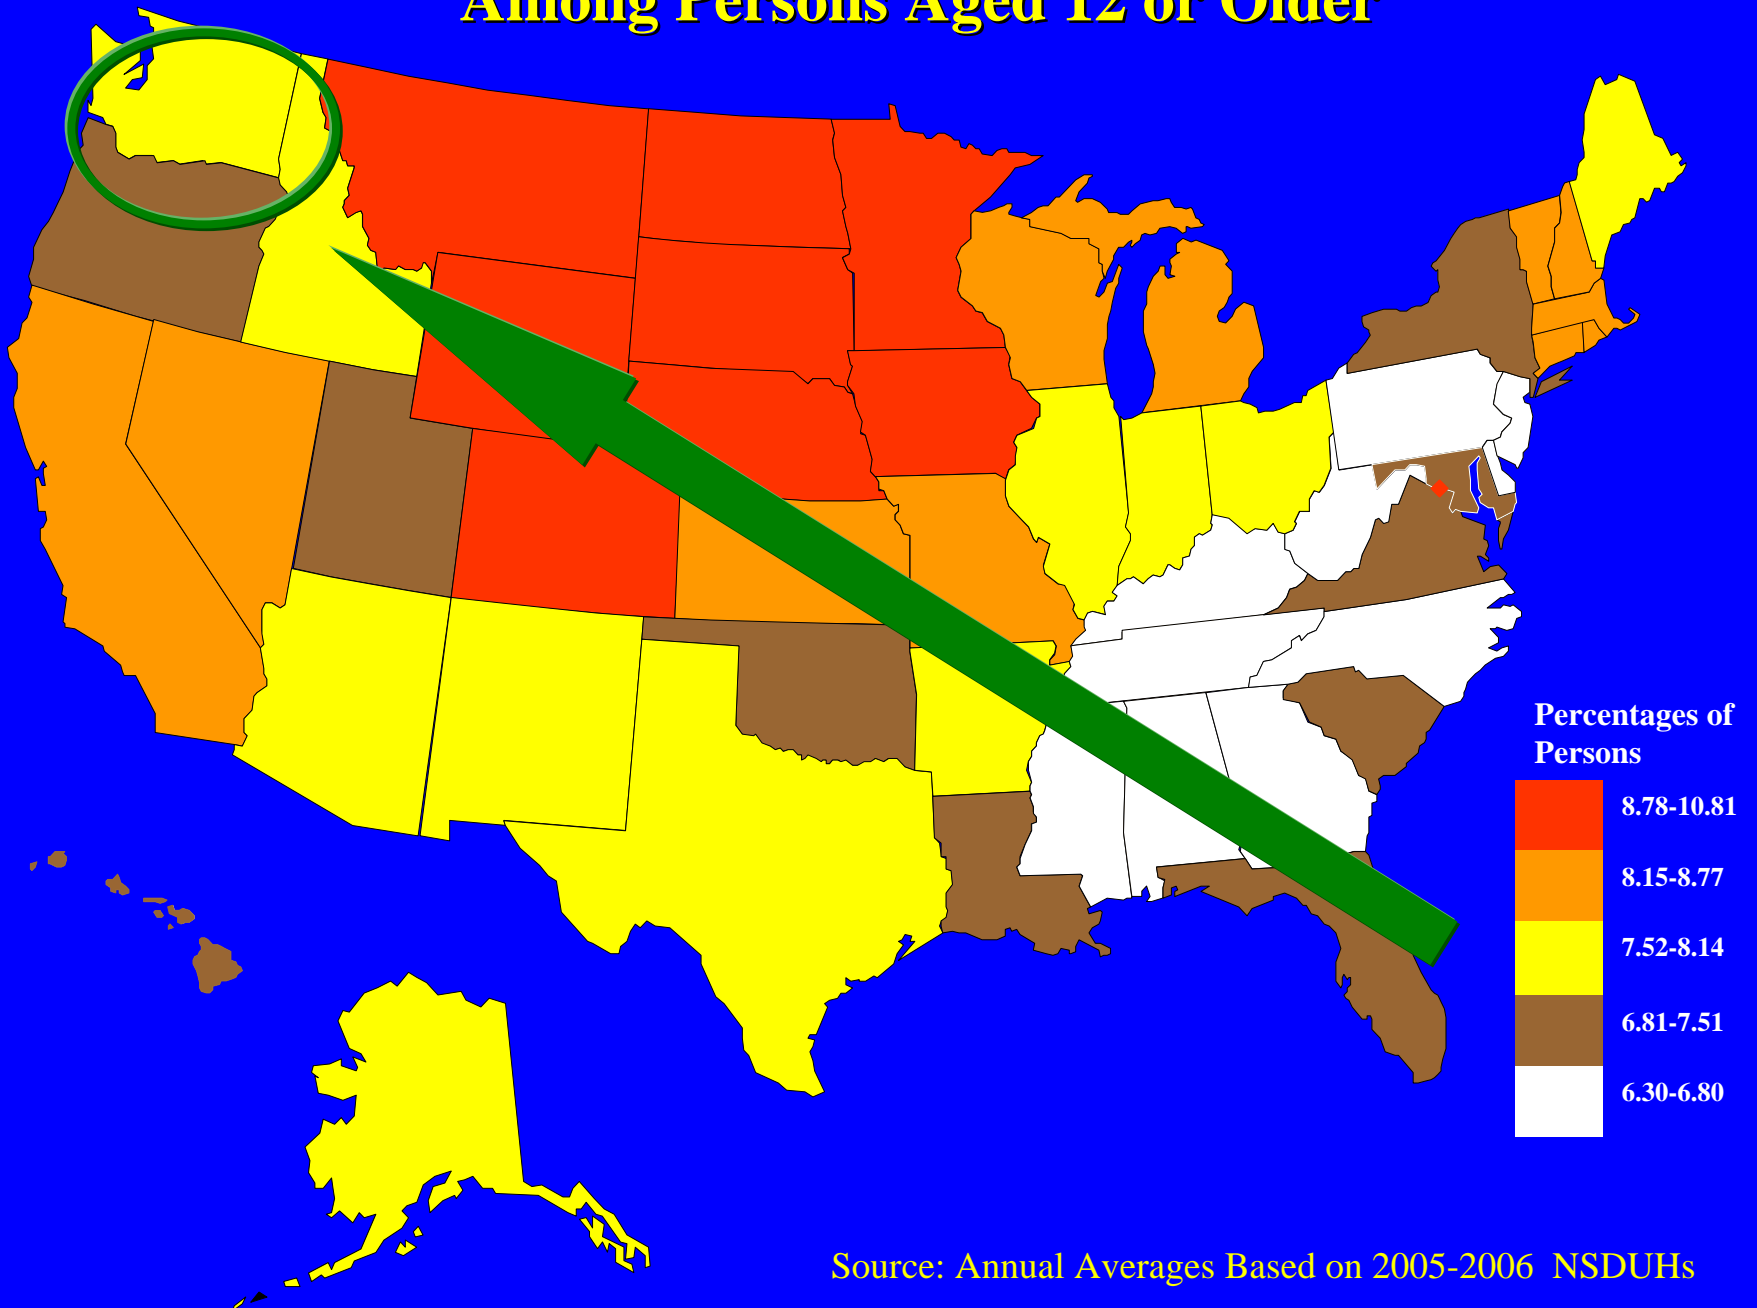 Among Persons Aged 12 or Older
Percentages of
Persons
8.78-10.81
8.15-8.77
7.52-8.14
6.81-7.51
6.30-6.80
Source: Annual Averages Based on 2005-2006 NSDUHs